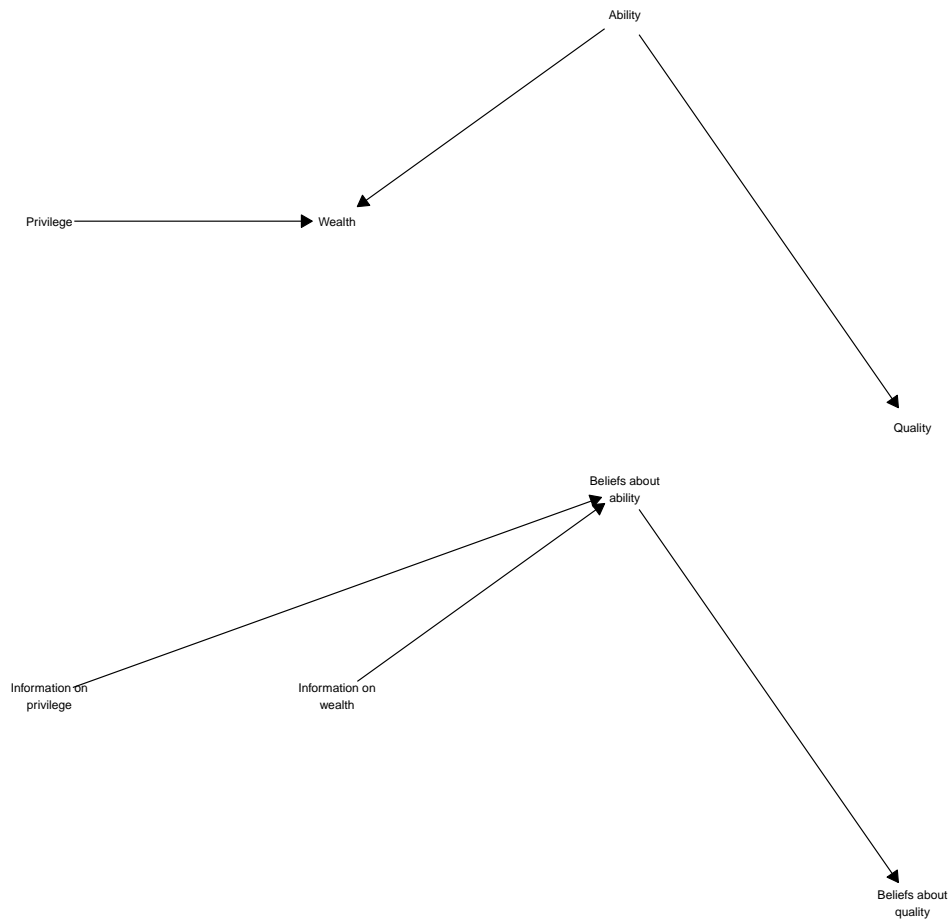 Ability
Privilege
Wealth
Quality
Beliefs about
ability
Information on
privilege
Information on
wealth
Beliefs about
quality